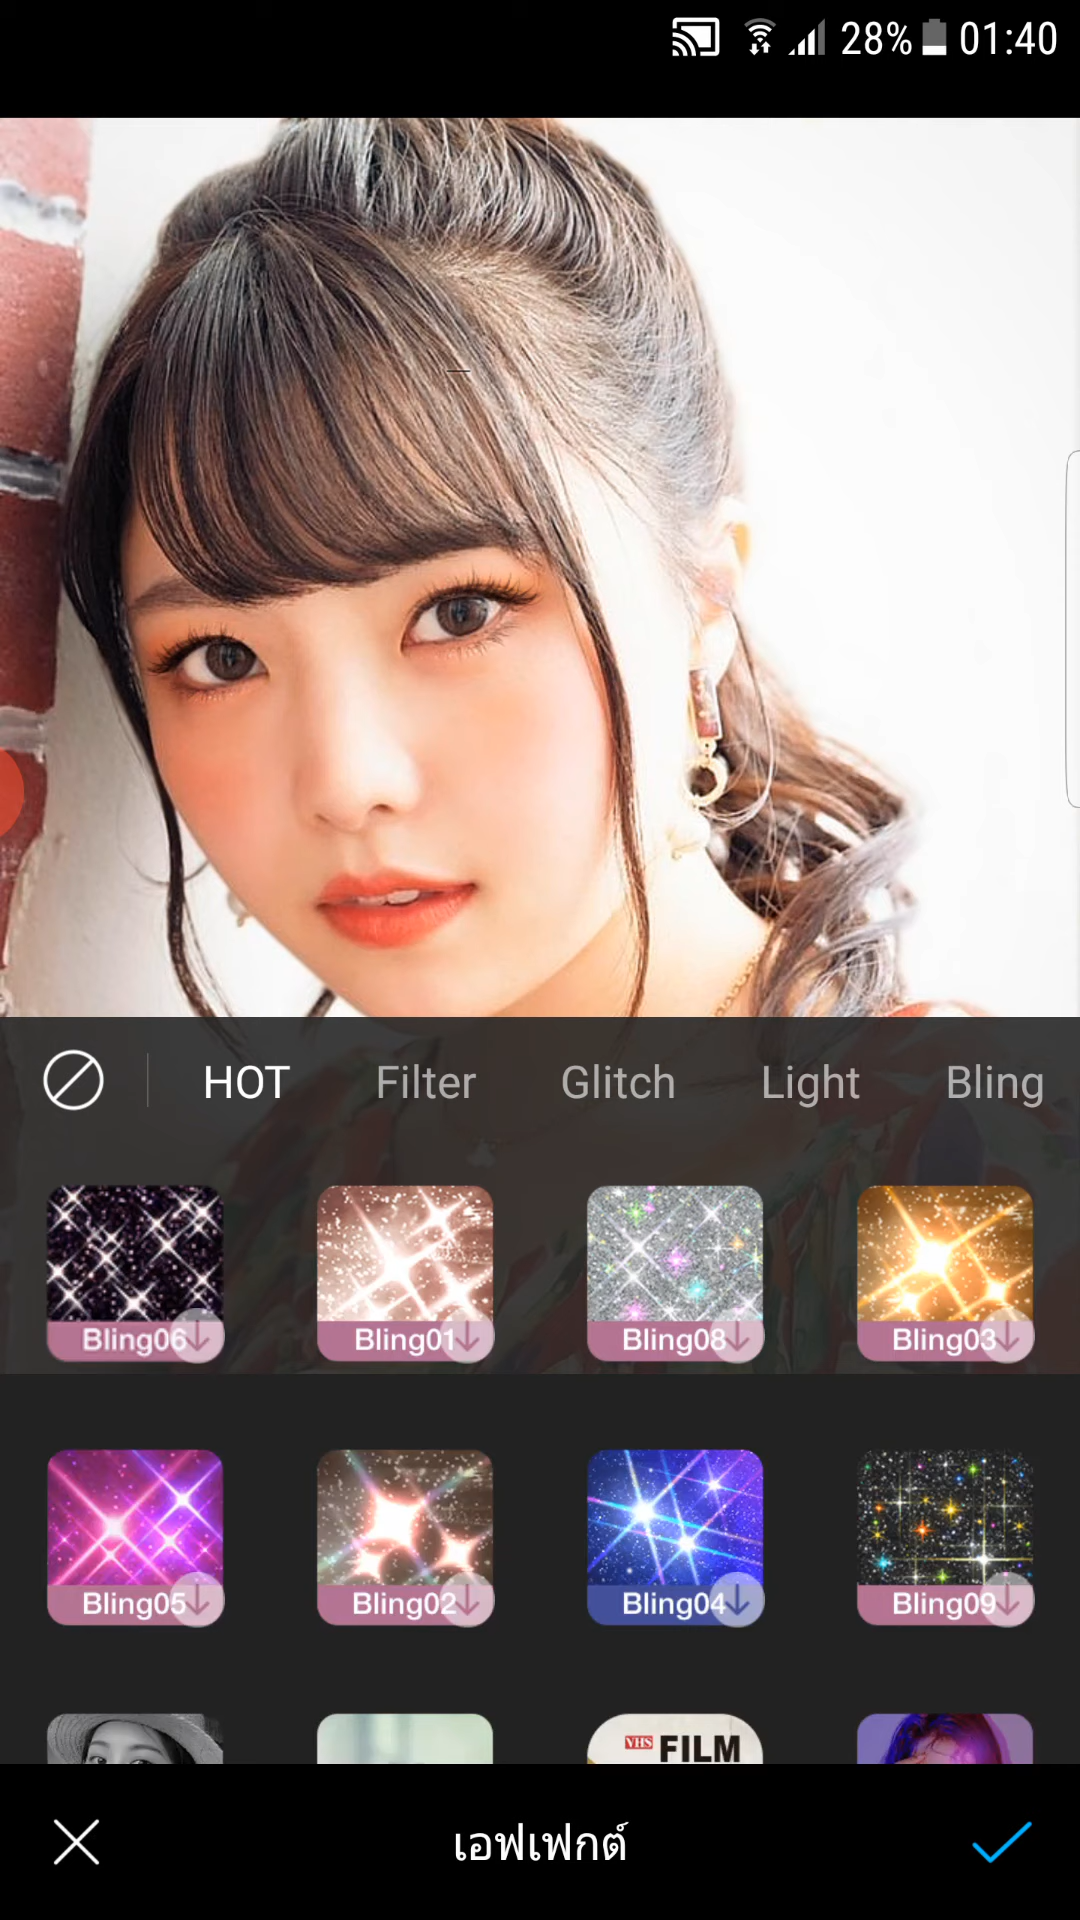 28% 01:40
HOT Filter Glitch Light Bling
Bling06 Bling01 Bling08 Bling03
Bling05 Bling02 Bling04 Bling09
VHS FILM
เอฟเฟกต์